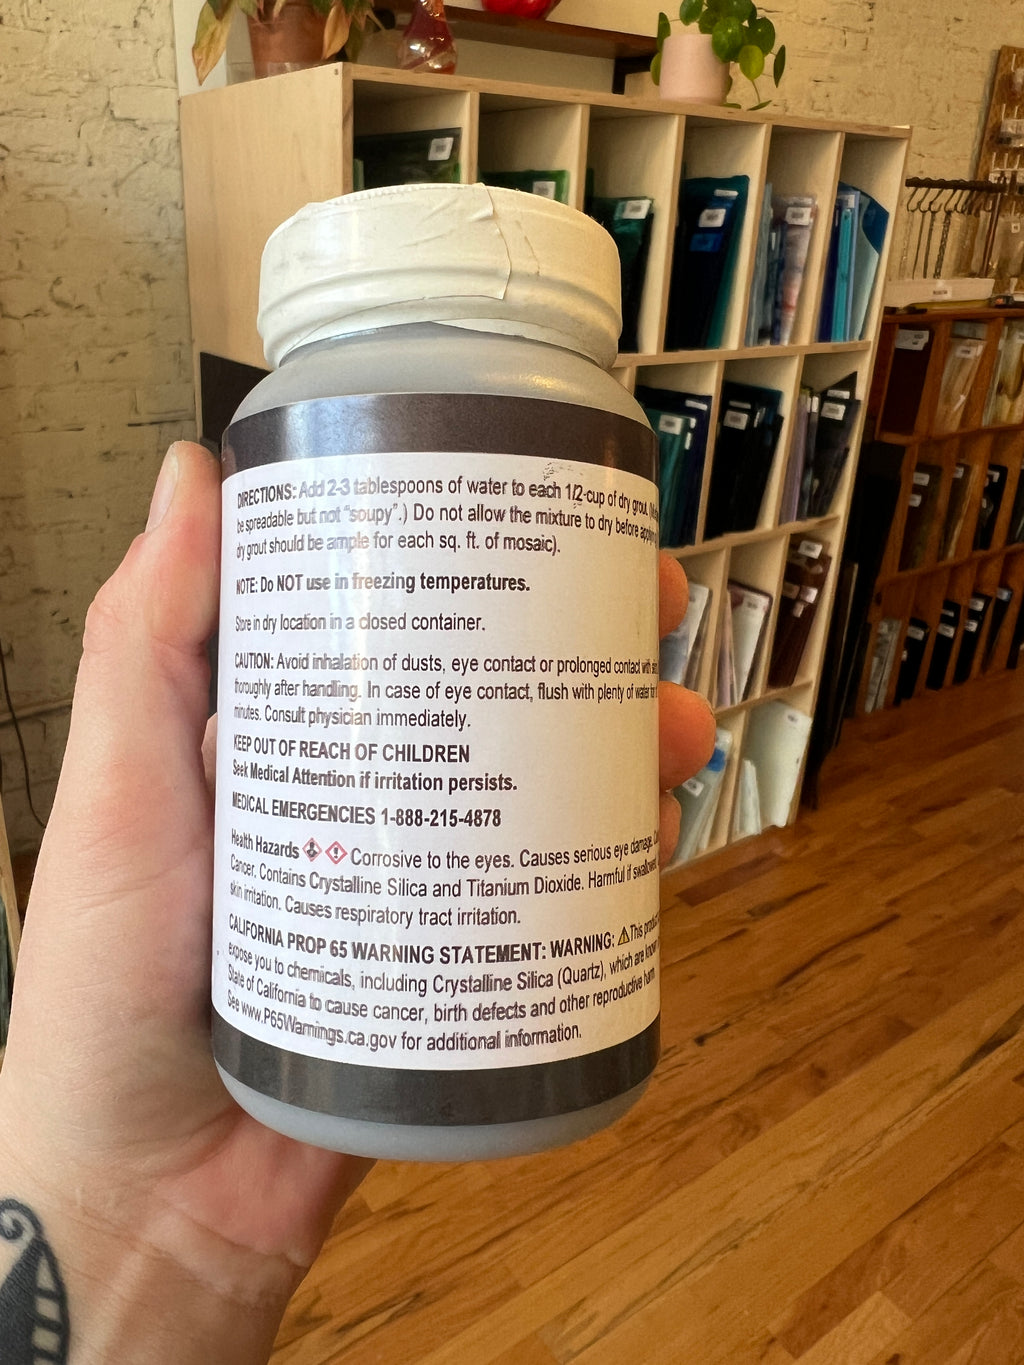 DIRECTIONS: Add 2-3 tablespoons of water to each 1/2-cup of dry grout.
be spreadable but not "soupy".) Do not allow the mixture to dry before
dry grout should be ample for each sq. ft. of mosaic).
NOTE: Do NOT use in freezing temperatures.
Store in dry location in a closed container.
CAUTION: Avoid inhalation of dusts, eye contact or prolonged contact with
thoroughly after handling. In case of eye contact, flush with plenty of water for
minutes. Consult physician immediately.
KEEP OUT OF REACH OF CHILDREN
Seek Medical Attention if irritation persists.
MEDICAL EMERGENCIES 1-888-215-4878
Health Hazards Corrosive to the eyes. Causes serious eye damage.
Cancer. Contains Crystalline Silica and Titanium Dioxide. Harmful if swallowed
skin irritation. Causes respiratory tract irritation.
CALIFORNIA PROP 65 WARNING STATEMENT: WARNING: ⚠This product
expose you to chemicals, including Crystalline Silica (Quartz), which are known
State of California to cause cancer, birth defects and other reproductive harm.
See www.P65Warnings.ca.gov for additional information.